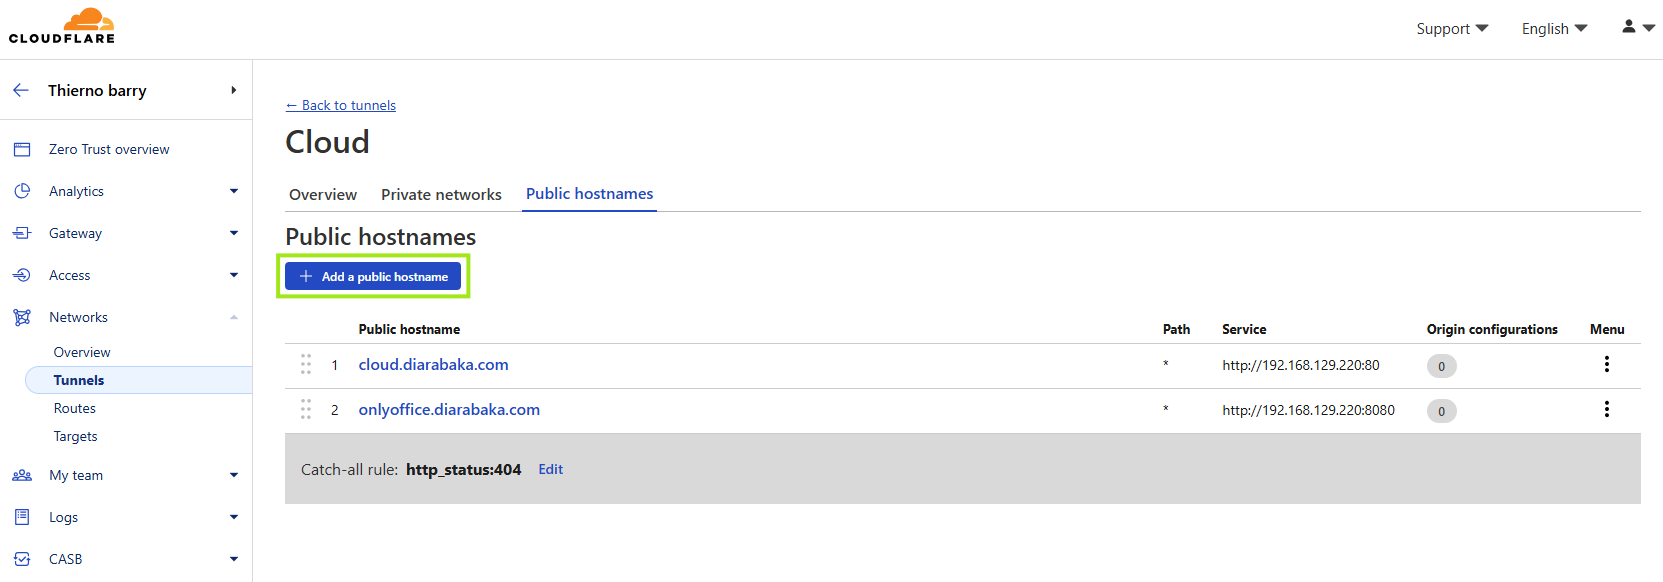 CLOUDFLARE
Support
English
Thierno barry
Zero Trust overview
Analytics
Gateway
Access
Networks
Overview
Tunnels
Routes
Targets
My team
Logs
CASB
← Back to tunnels
Cloud
Overview Private networks Public hostnames
Public hostnames
+ Add a public hostname
Public hostname Path Service Origin configurations Menu
1 cloud.diarabaka.com * http://192.168.129.220:80 0
2 onlyoffice.diarabaka.com * http://192.168.129.220:8080 0
Catch-all rule: http_status:404 Edit